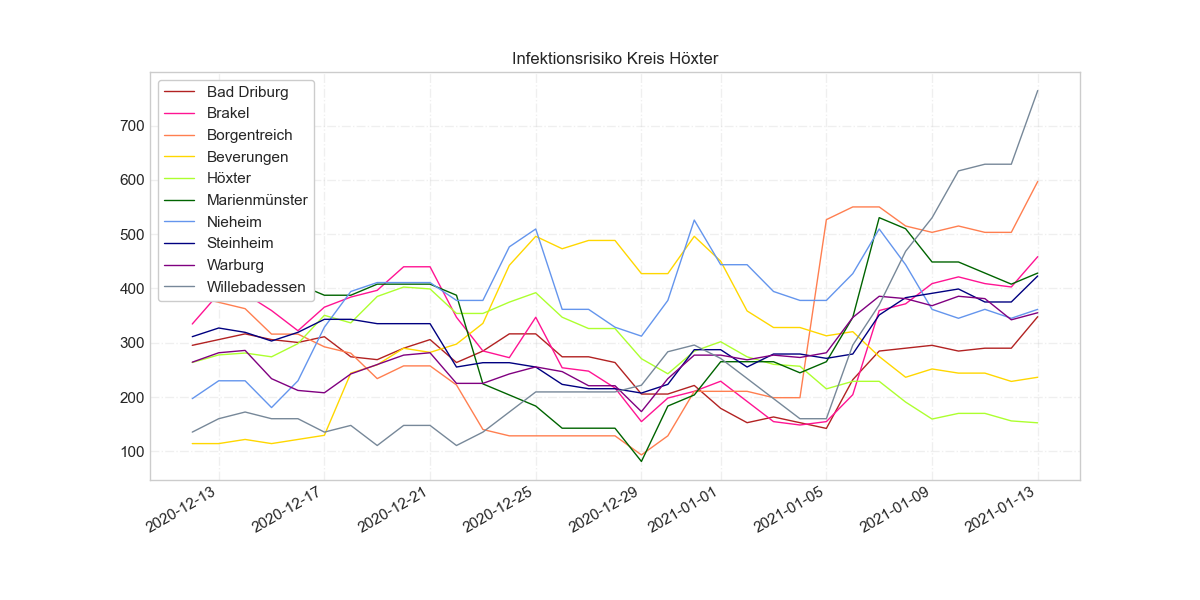 Infektionsrisiko Kreis Höxter
Bad Driburg
Brakel
Borgentreich
Beverungen
Höxter
Marienmünster
Nieheim
Steinheim
Warburg
Willebadessen
700
600
500
400
300
200
100
2020-12-13
2020-12-17
2020-12-21
2020-12-25
2020-12-29
2021-01-01
2021-01-05
2021-01-09
2021-01-13